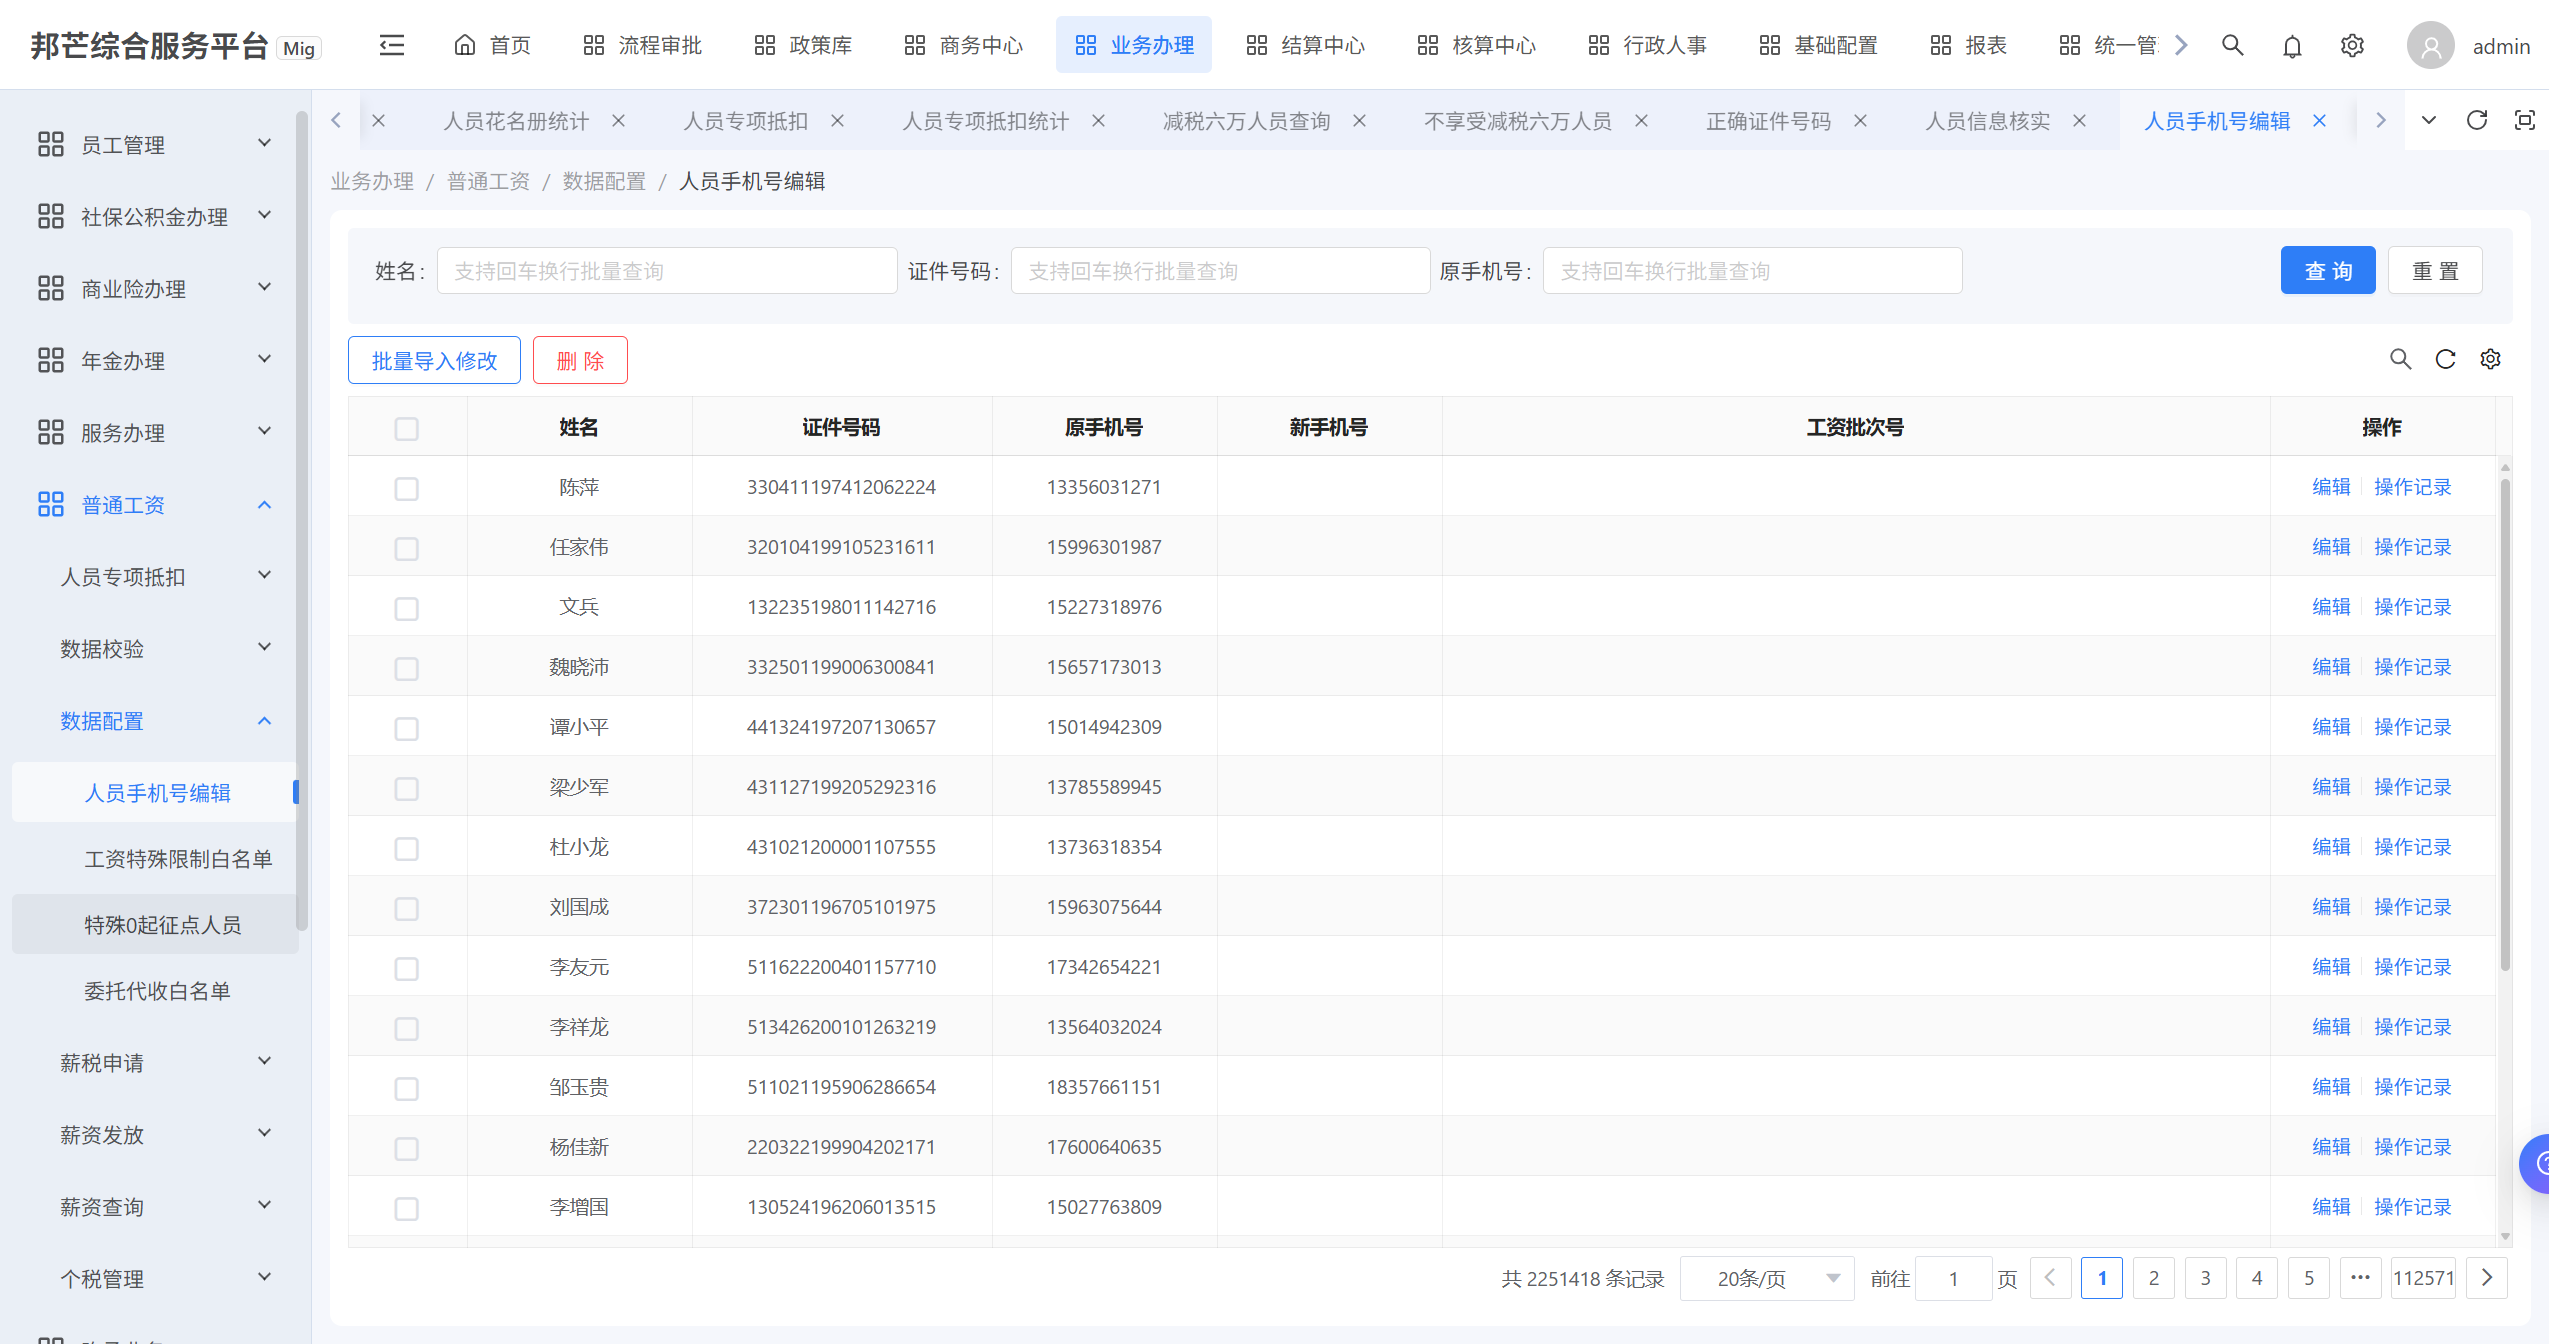 邦芒综合服务平台 Mig 首页 流程审批 政策库 商务中心 业务办理 结算中心 核算中心 行政人事 基础配置 报表 统一管 admin
人员花名册统计 人员专项抵扣 人员专项抵扣统计 减税六万人员查询 不享受减税六万人员 正确证件号码 人员信息核实 人员手机号编辑
业务办理 / 普通工资 / 数据配置 / 人员手机号编辑
员工管理
社保公积金办理
商业险办理
年金办理
服务办理
普通工资
人员专项抵扣
数据校验
数据配置
人员手机号编辑
工资特殊限制白名单
特殊0起征点人员
委托代收白名单
薪税申请
薪资发放
薪资查询
个税管理
姓名: 支持回车换行批量查询 证件号码: 支持回车换行批量查询 原手机号: 支持回车换行批量查询 查 询 重 置
批量导入修改 删 除
姓名 证件号码 原手机号 新手机号 工资批次号 操作
陈萍 330411197412062224 13356031271 编辑 操作记录
任家伟 320104199105231611 15996301987 编辑 操作记录
文兵 132235198011142716 15227318976 编辑 操作记录
魏晓沛 332501199006300841 15657173013 编辑 操作记录
谭小平 441324197207130657 15014942309 编辑 操作记录
梁少军 431127199205292316 13785589945 编辑 操作记录
杜小龙 431021200001107555 13736318354 编辑 操作记录
刘国成 372301196705101975 15963075644 编辑 操作记录
李友元 511622200401157710 17342654221 编辑 操作记录
李祥龙 513426200101263219 13564032024 编辑 操作记录
邹玉贵 511021195906286654 18357661151 编辑 操作记录
杨佳新 220322199904202171 17600640635 编辑 操作记录
李增国 130524196206013515 15027763809 编辑 操作记录
共 2251418 条记录 20条/页 前往 1 页 1 2 3 4 5 ••• 112571